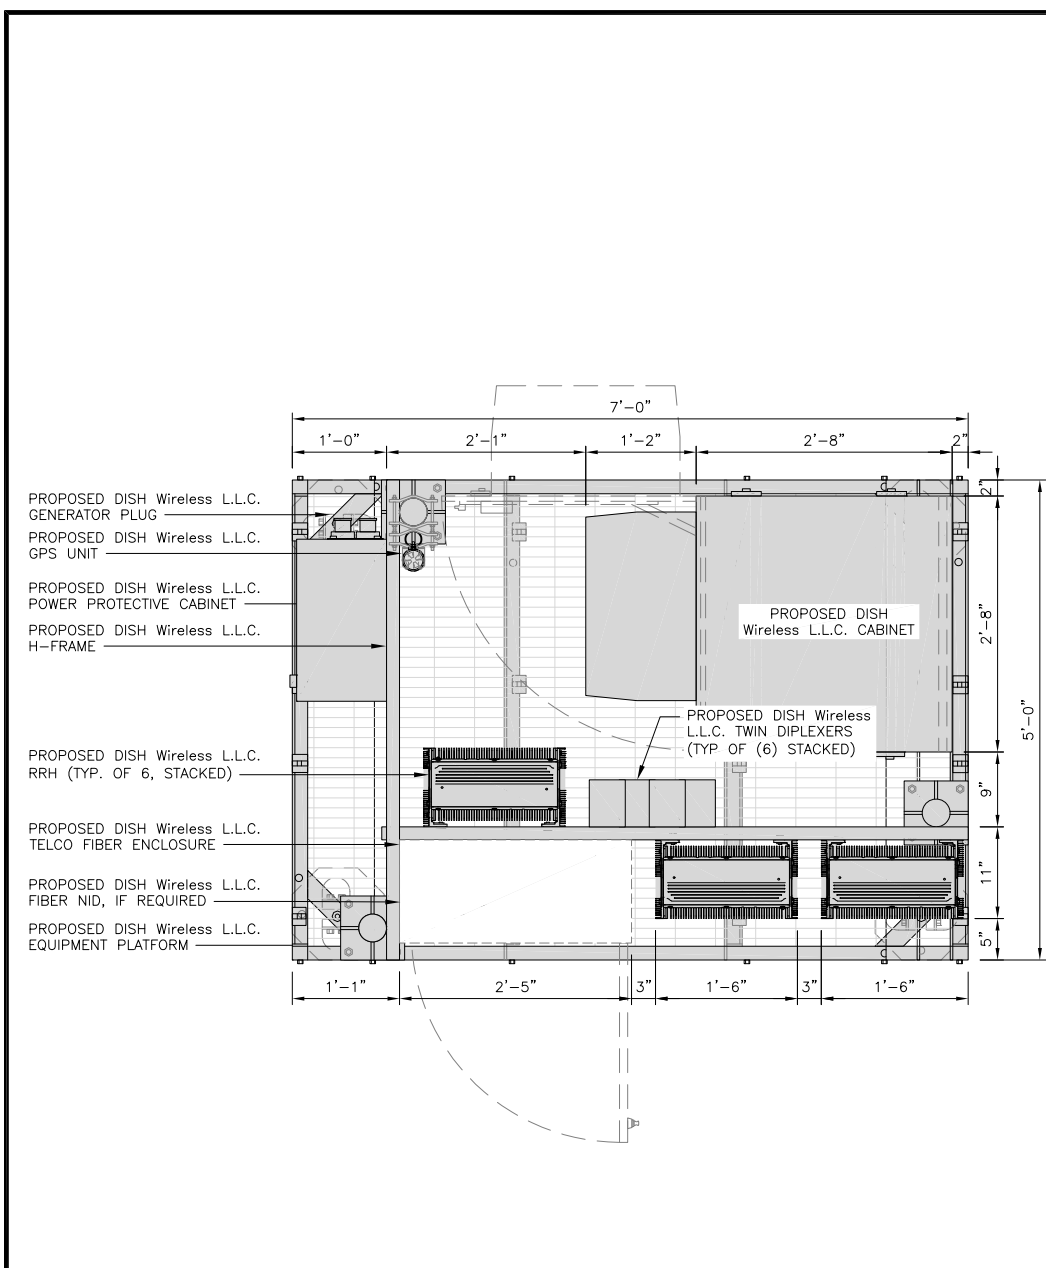 7'-0"
1'-0"
2'-1"
1'-2"
2'-8"
2"
PROPOSED DISH Wireless L.L.C.
GENERATOR PLUG
PROPOSED DISH Wireless L.L.C.
GPS UNIT
PROPOSED DISH Wireless L.L.C.
POWER PROTECTIVE CABINET
PROPOSED DISH Wireless L.L.C.
H-FRAME
PROPOSED DISH Wireless L.L.C.
RRH (TYP. OF 6, STACKED)
PROPOSED DISH Wireless L.L.C.
TELCO FIBER ENCLOSURE
PROPOSED DISH Wireless L.L.C.
FIBER NID, IF REQUIRED
PROPOSED DISH Wireless L.L.C.
EQUIPMENT PLATFORM
PROPOSED DISH
Wireless L.L.C. CABINET
PROPOSED DISH Wireless
L.L.C. TWIN DIPLEXERS
(TYP OF (6) STACKED)
2"
2'-8"
9"
11"
5"
5'-0"
1'-1"
2'-5"
3"
1'-6"
3"
1'-6"